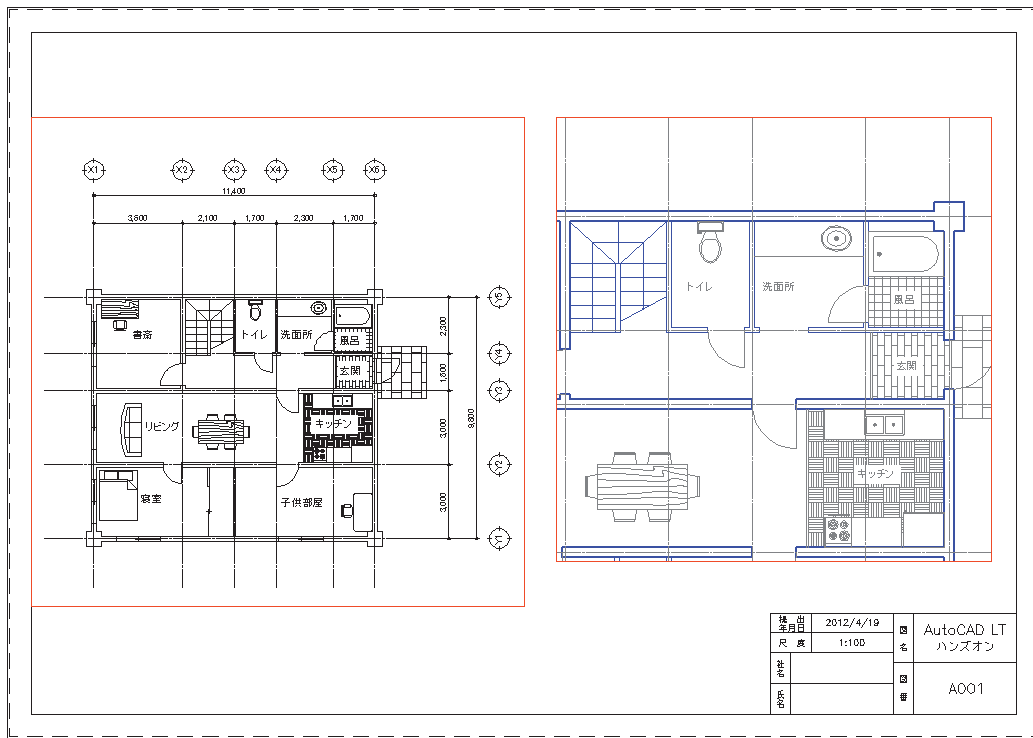 X1 X2 X3 X4 X5 X6
11,400
3,600 2,100 1,700 2,300 1,700
Y5
2,300
Y4
1,500
Y3
3,000
9,800
Y2
3,000
Y1
書斎
トイレ
洗面所
風呂
玄関
リビング
キッチン
寝室
子供部屋
トイレ
洗面所
風呂
玄関
キッチン
提出
年月日
2012/4/19
尺度
1:100
社名
氏名
図名
AutoCAD LT
ハンズオン
図番
A001